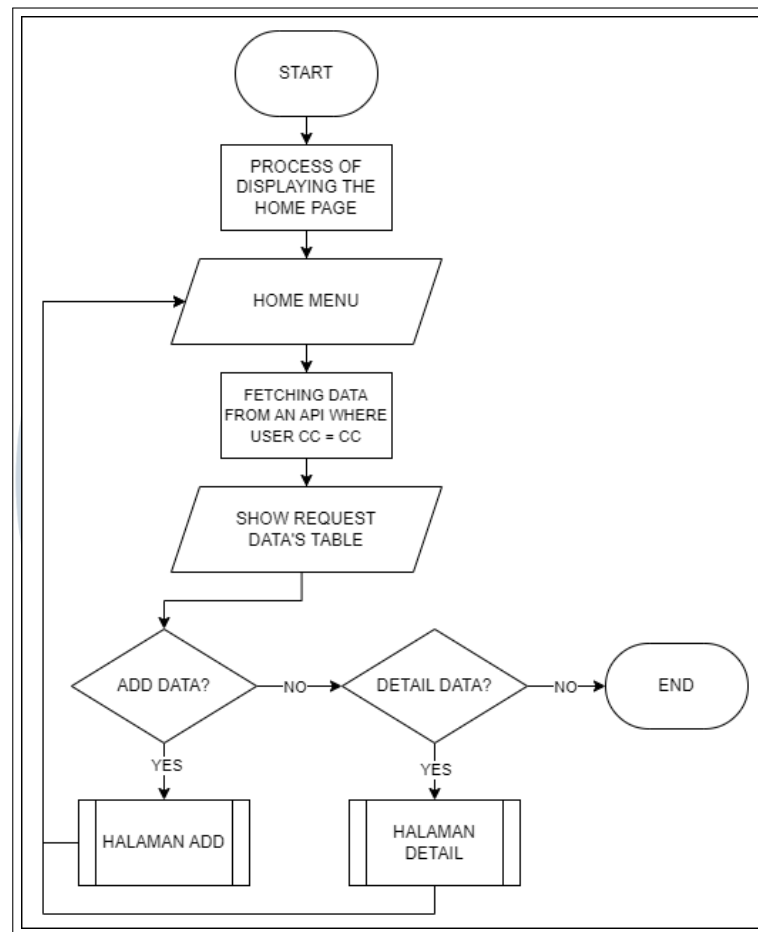 START
PROCESS OF
DISPLAYING THE
HOME PAGE
HOME MENU
FETCHING DATA
FROM AN API WHERE
USER CC = CC
SHOW REQUEST
DATA'S TABLE
ADD DATA?
NO
DETAIL DATA?
NO
END
YES
YES
HALAMAN ADD
HALAMAN
DETAIL